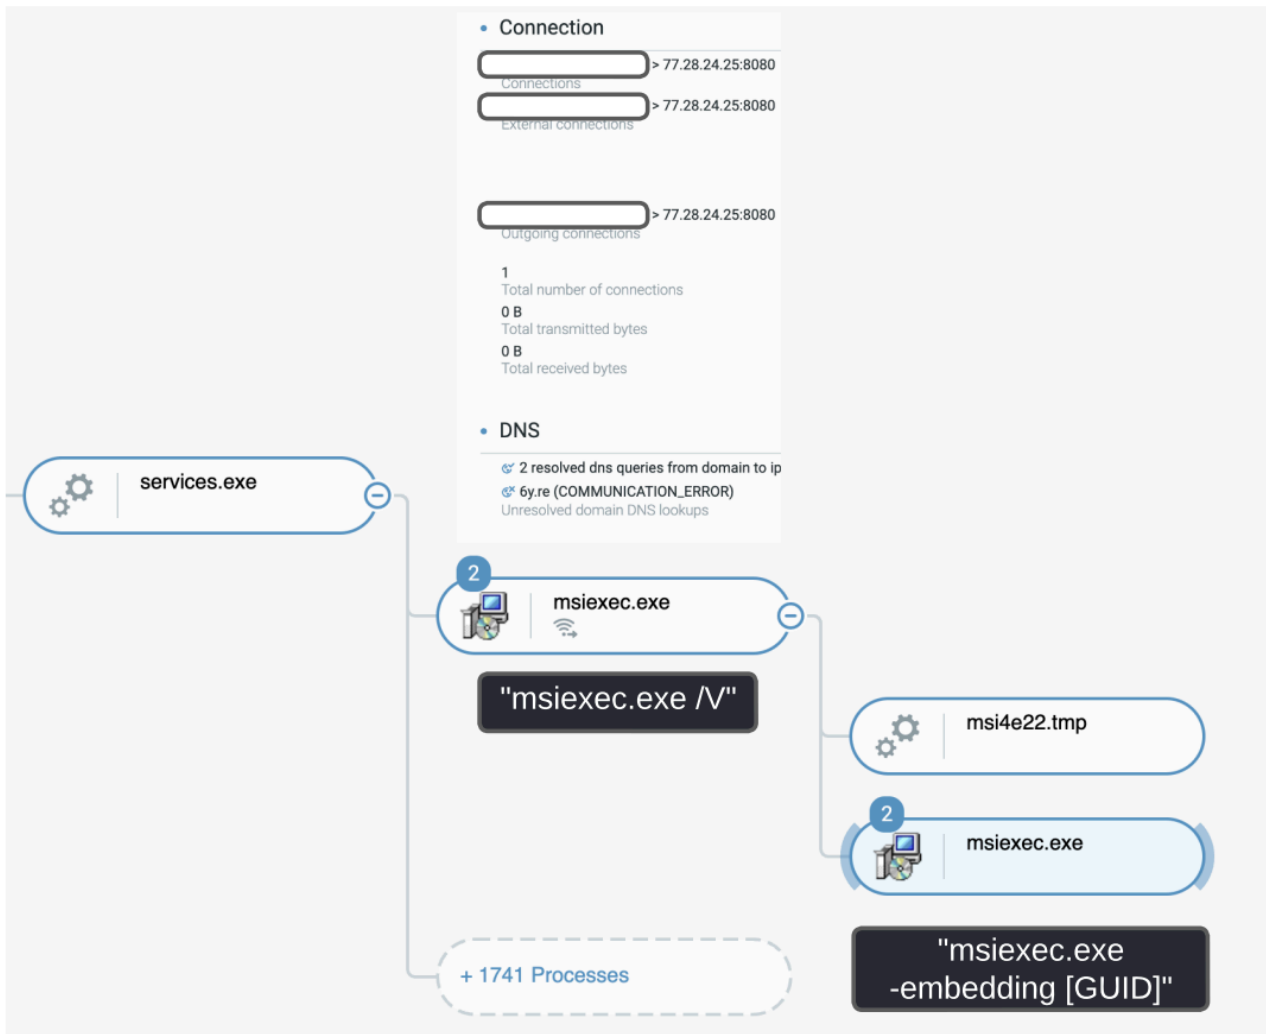 Connection
> 77.28.24.25:8080
Connections
> 77.28.24.25:8080
External connections
> 77.28.24.25:8080
Outgoing connections
1
Total number of connections
0 B
Total transmitted bytes
0 B
Total received bytes
DNS
2 resolved dns queries from domain to ip
6y.re (COMMUNICATION_ERROR)
Unresolved domain DNS lookups
services.exe
2
msiexec.exe
"msiexec.exe /V"
msi4e22.tmp
2
msiexec.exe
"msiexec.exe
-embedding [GUID]"
+ 1741 Processes